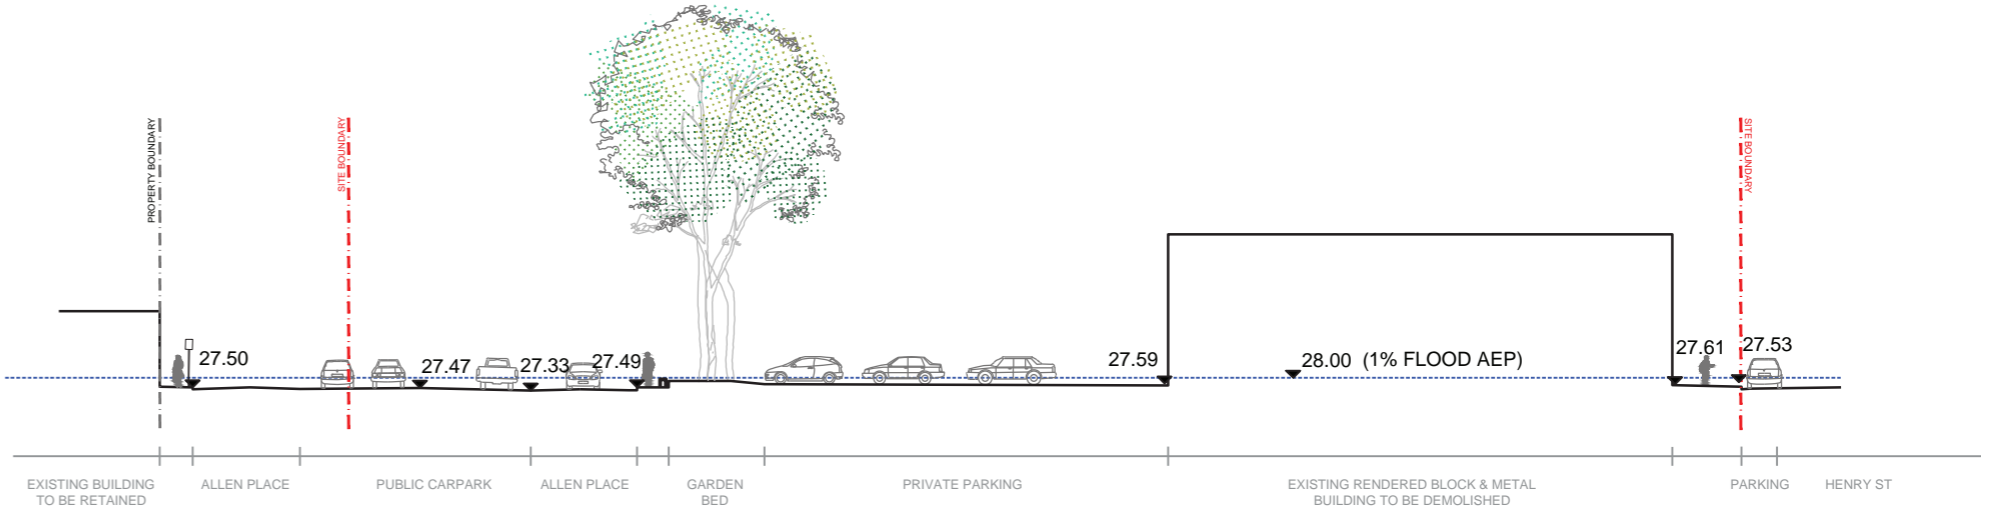 PROPERTY BOUNDARY
SITE BOUNDARY
SITE BOUNDARY
27.50
27.47
27.33
27.49
27.59
28.00 (1% FLOOD AEP)
27.61
27.53
EXISTING BUILDING
TO BE RETAINED
ALLEN PLACE
PUBLIC CARPARK
ALLEN PLACE
GARDEN
BED
PRIVATE PARKING
EXISTING RENDERED BLOCK & METAL
BUILDING TO BE DEMOLISHED
PARKING
HENRY ST